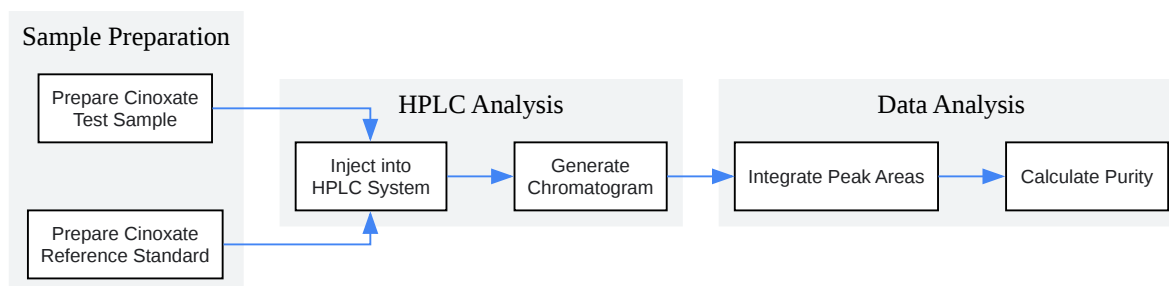 Sample Preparation
Prepare Cinoxate
Test Sample
Prepare Cinoxate
Reference Standard
HPLC Analysis
Inject into
HPLC System
Generate
Chromatogram
Data Analysis
Integrate Peak Areas
Calculate Purity